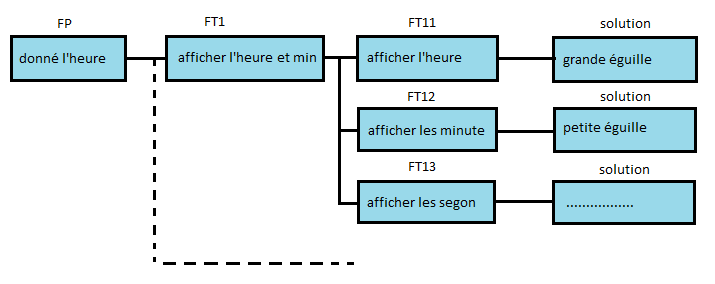 FP
FT1
FT11
solution
donné l'heure
afficher l'heure et min
afficher l'heure
grande éguille
FT12
solution
afficher les minute
petite éguille
FT13
solution
afficher les segon
.................